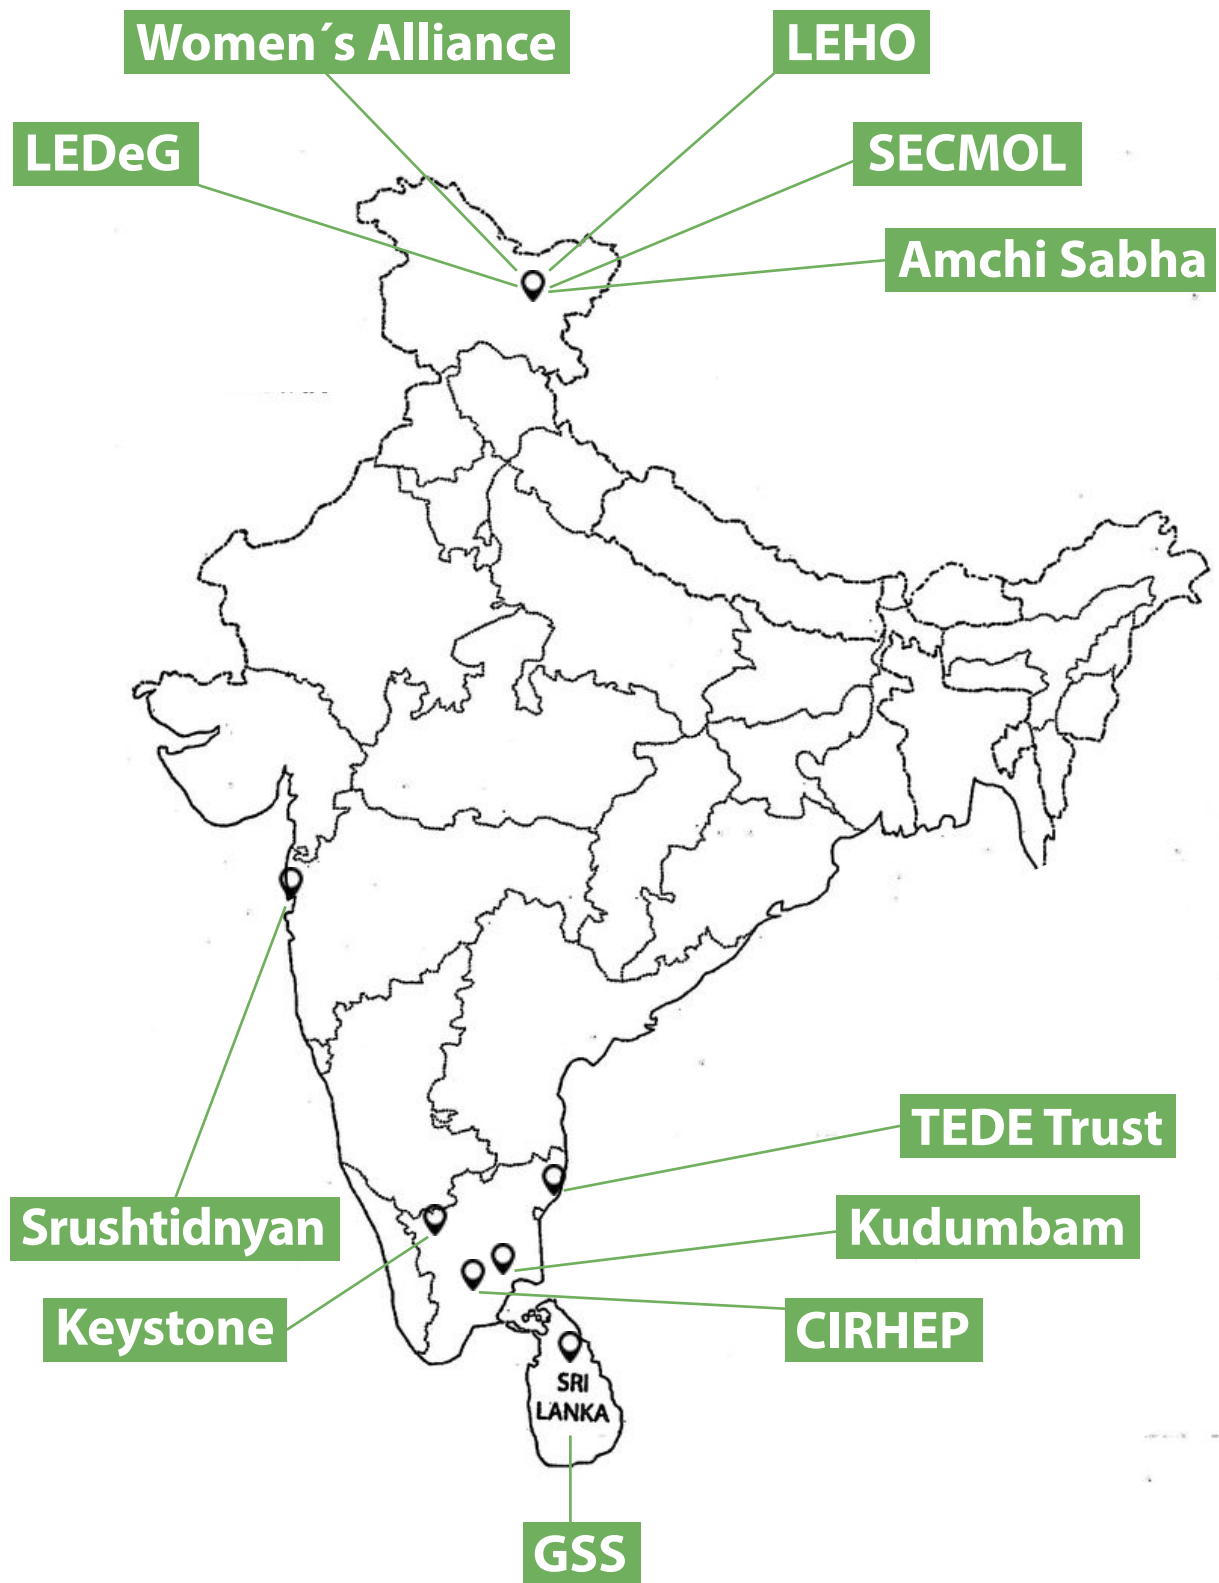 Women´s Alliance
LEHO
LEDeG
SECMOL
Amchi Sabha
TEDE Trust
Srushtidnyan
Kudumbam
Keystone
CIRHEP
SRI
LANKA
GSS